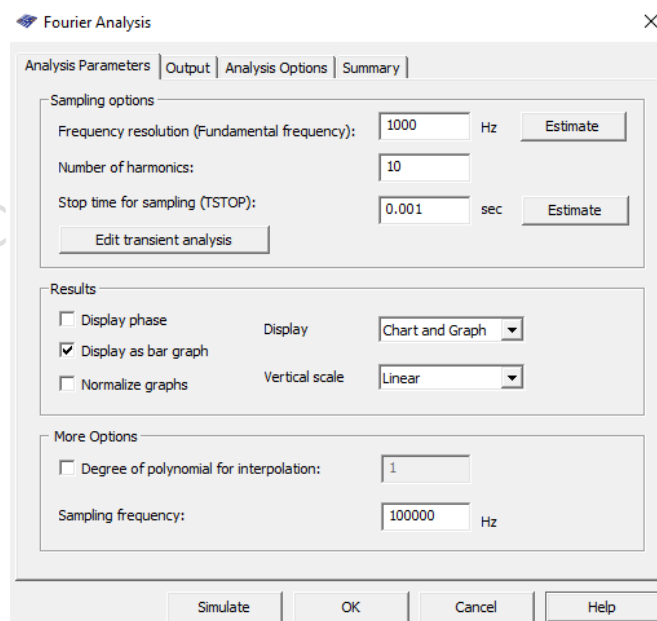 Fourier Analysis
Analysis Parameters Output Analysis Options Summary
Sampling options
Frequency resolution (Fundamental frequency): 1000 Hz Estimate
Number of harmonics: 10
Stop time for sampling (TSTOP): 0.001 sec Estimate
Edit transient analysis
Results
Display phase
Display as bar graph
Normalize graphs
Display Chart and Graph
Vertical scale Linear
More Options
Degree of polynomial for interpolation: 1
Sampling frequency: 100000 Hz
Simulate OK Cancel Help